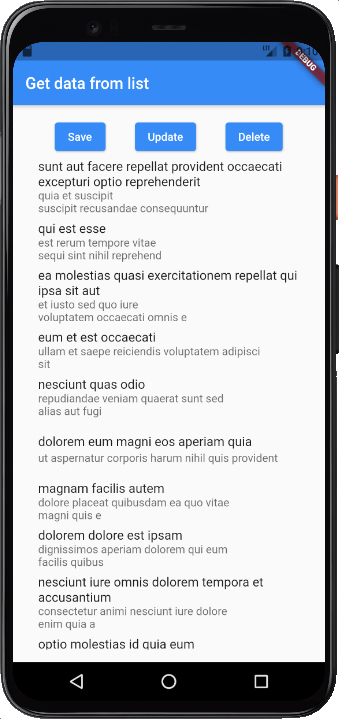 DEBUG
Get data from list
Save Update Delete
sunt aut facere repellat provident occaecati
excepturi optio reprehenderit
quia et suscipit
suscipit recusandae consequuntur
qui est esse
est rerum tempore vitae
sequi sint nihil reprehend
ea molestias quasi exercitationem repellat qui
ipsa sit aut
et iusto sed quo iure
voluptatem occaecati omnis e
eum et est occaecati
ullam et saepe reiciendis voluptatem adipisci
sit
nesciunt quas odio
repudiandae veniam quaerat sunt sed
alias aut fugi
dolorem eum magni eos aperiam quia
ut aspernatur corporis harum nihil quis provident
magnam facilis autem
dolore placeat quibusdam ea quo vitae
magni quis e
dolorem dolore est ipsam
dignissimos aperiam dolorem qui eum
facilis quibus
nesciunt iure omnis dolorem tempora et
accusantium
consectetur animi nesciunt iure dolore
enim quia a
optio molestias id quia eum